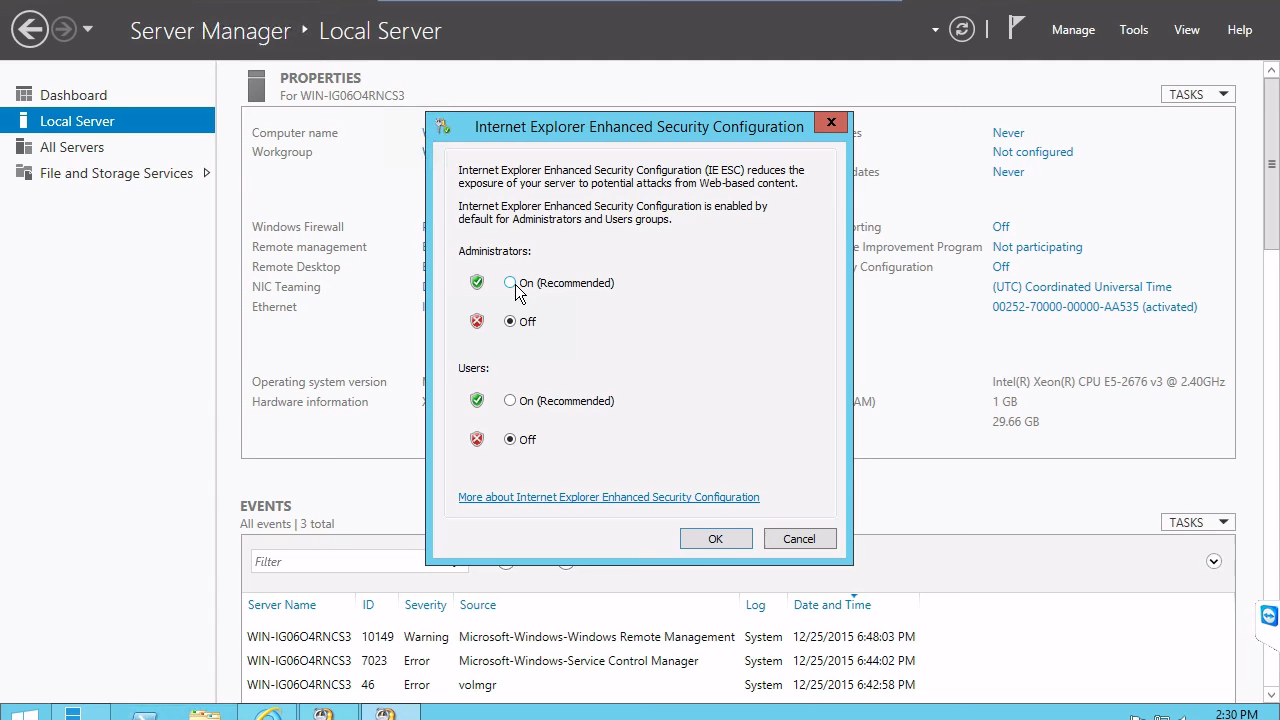 Server Manager ‣ Local Server
Manage Tools View Help
Dashboard
Local Server
All Servers
File and Storage Services
PROPERTIES
For WIN-IG06O4RNCS3
TASKS
Computer name
Workgroup
Windows Firewall
Remote management
Remote Desktop
NIC Teaming
Ethernet
Operating system version
Hardware information
Never
Not configured
Never
Off
Improvement Program Not participating
Configuration Off
(UTC) Coordinated Universal Time
00252-70000-00000-AA535 (activated)
Intel(R) Xeon(R) CPU E5-2676 v3 @ 2.40GHz
1 GB
29.66 GB
Internet Explorer Enhanced Security Configuration
Internet Explorer Enhanced Security Configuration (IE ESC) reduces the
exposure of your server to potential attacks from Web-based content.
Internet Explorer Enhanced Security Configuration is enabled by
default for Administrators and Users groups.
Administrators:
On (Recommended)
Off
Users:
On (Recommended)
Off
More about Internet Explorer Enhanced Security Configuration
OK Cancel
EVENTS
All events | 3 total
TASKS
Filter
Server Name ID Severity Source Log Date and Time
WIN-IG06O4RNCS3 10149 Warning Microsoft-Windows-Windows Remote Management System 12/25/2015 6:48:03 PM
WIN-IG06O4RNCS3 7023 Error Microsoft-Windows-Service Control Manager System 12/25/2015 6:44:02 PM
WIN-IG06O4RNCS3 46 Error volmgr System 12/25/2015 6:42:58 PM
2:30 PM